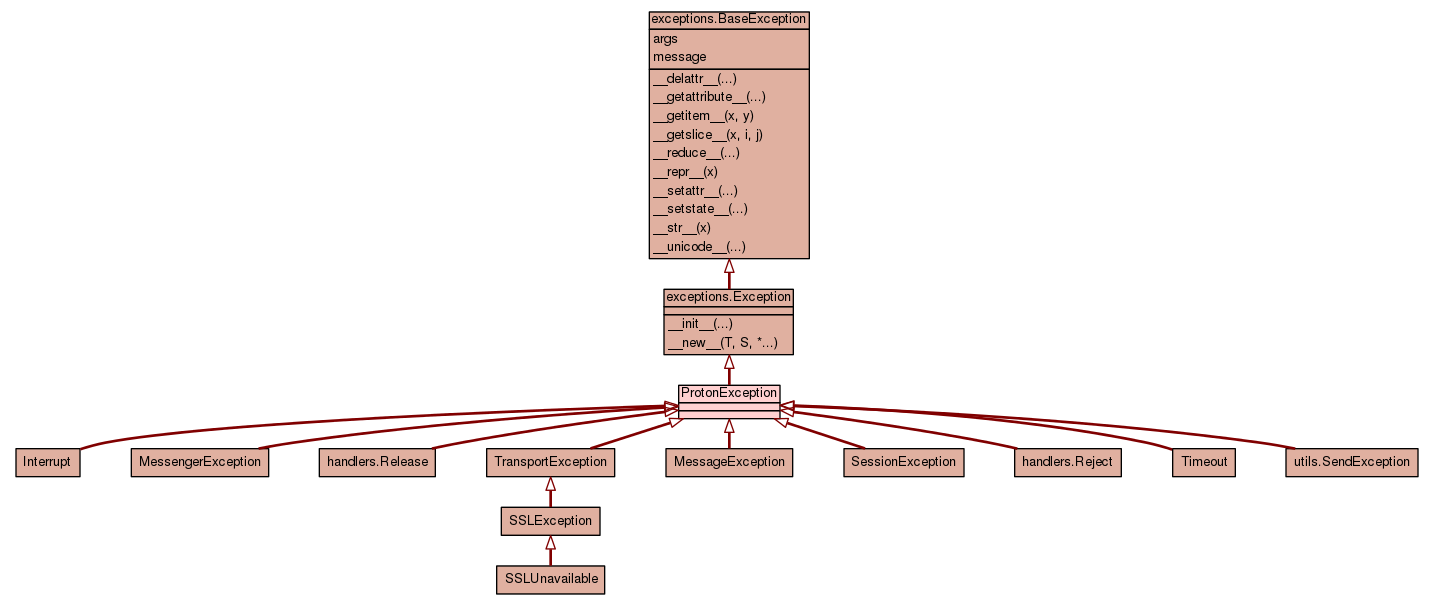 exceptions.BaseException
args
message
__delattr__(...)
__getattribute__(...)
__getitem__(x, y)
__getslice__(x, i, j)
__reduce__(...)
__repr__(x)
__setattr__(...)
__setstate__(...)
__str__(x)
__unicode__(...)
exceptions.Exception
__init__(...)
__new__(T, S, *...)
ProtonException
Interrupt
MessengerException
handlers.Release
TransportException
MessageException
SessionException
handlers.Reject
Timeout
utils.SendException
SSLException
SSLUnavailable